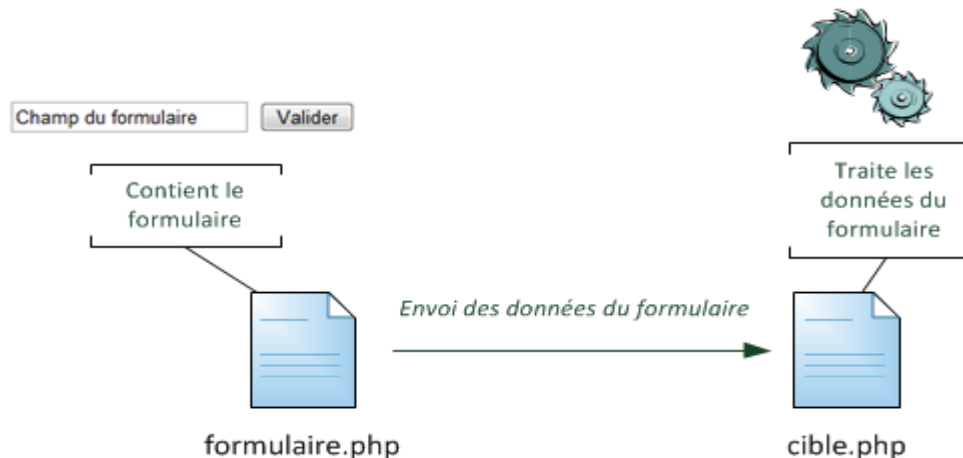 Champ du formulaire
Valider
Contient le
formulaire
Traite les
données du
formulaire
Envoi des données du formulaire
formulaire.php
cible.php